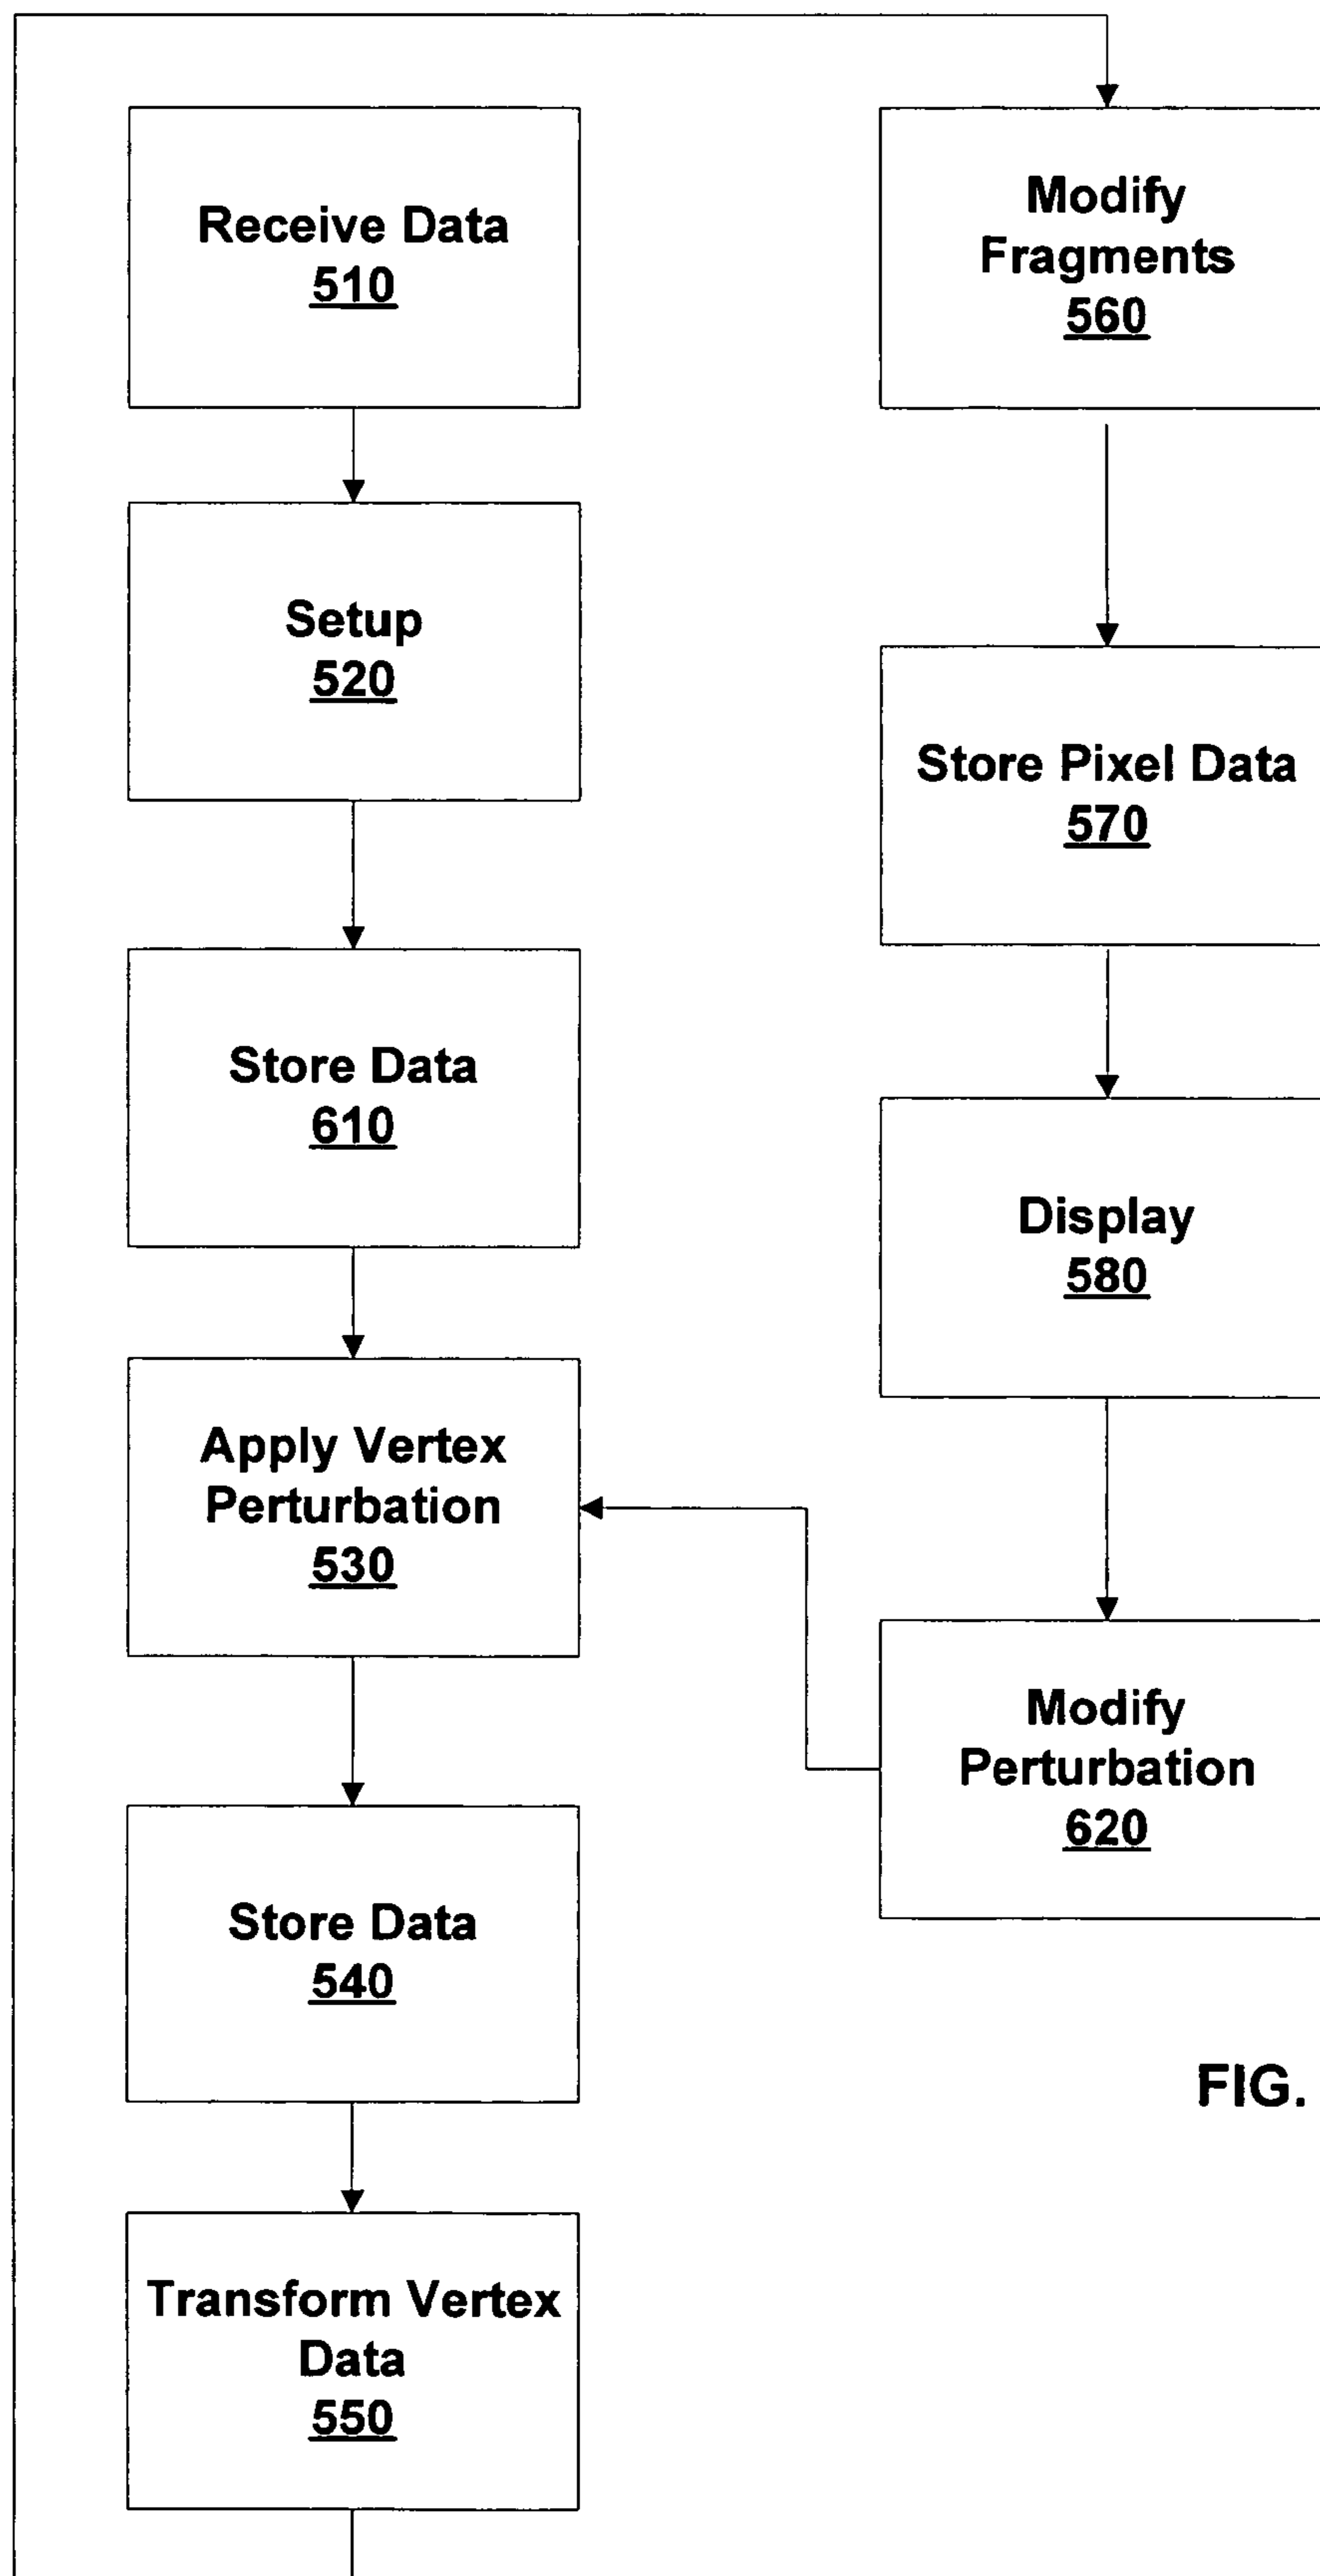 Receive Data
510
Setup
520
Store Data
610
Apply Vertex
Perturbation
530
Store Data
540
Transform Vertex
Data
550
Modify
Fragments
560
Store Pixel Data
570
Display
580
Modify
Perturbation
620
FIG.